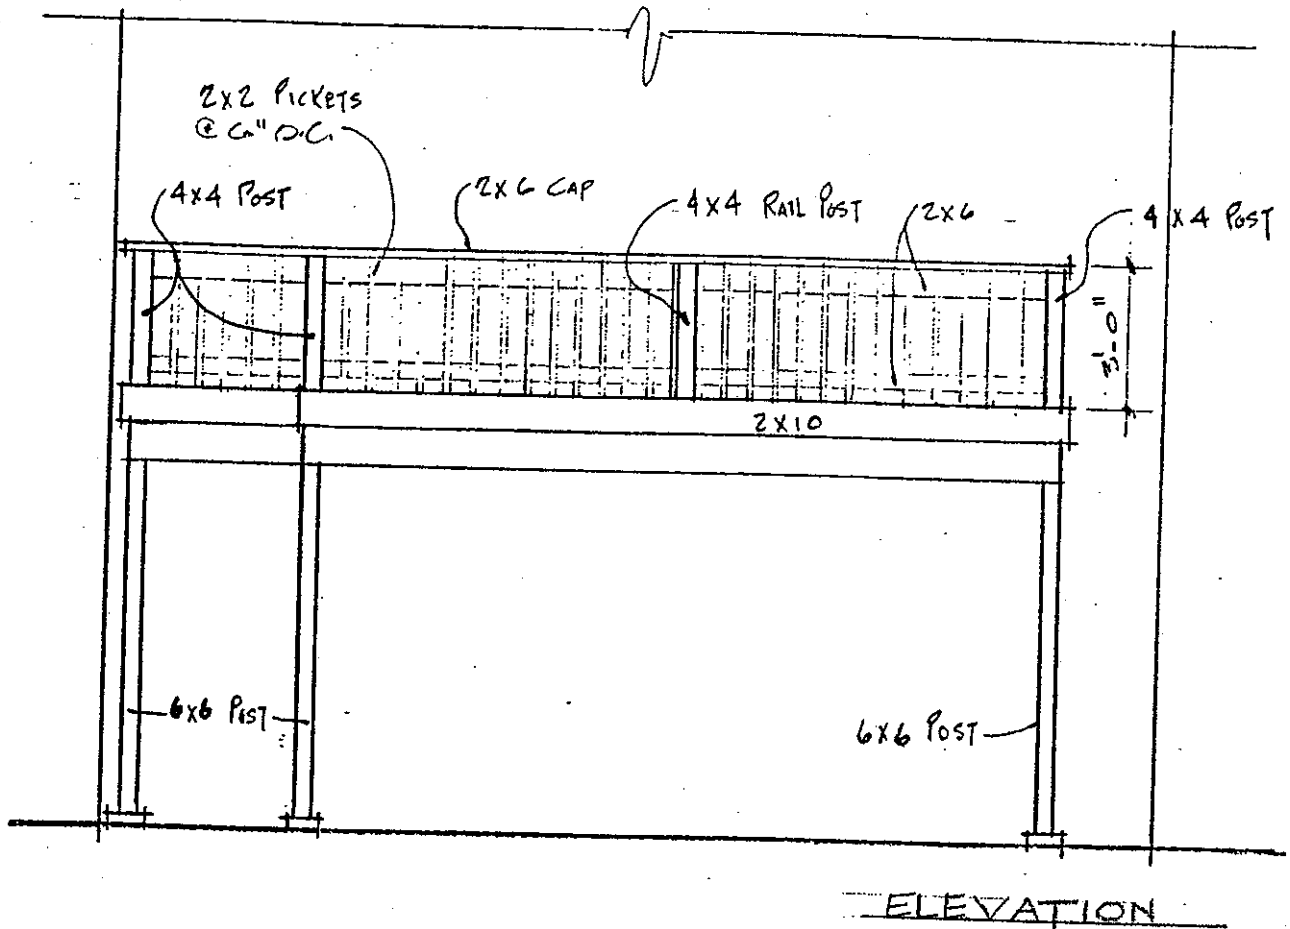 2x2 PICKETS
@ 6" O.C.
4x4 POST
2x6 CAP
4x4 RAIL POST
2x6
4x4 POST
3'-0"
2x10
6x6 POST
6x6 POST
ELEVATION